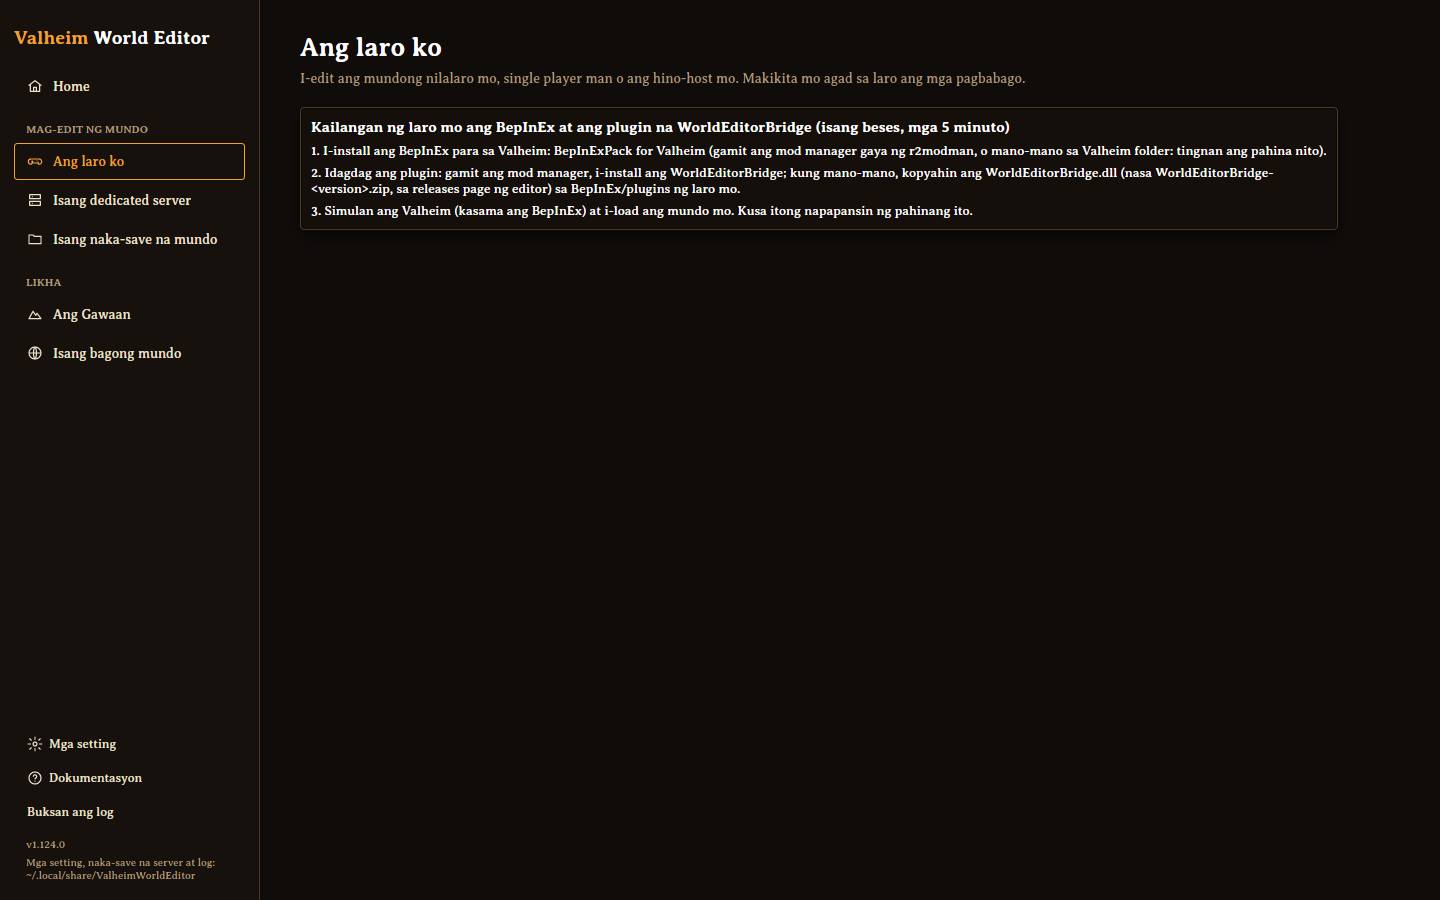 Valheim World Editor
Home
MAG-EDIT NG MUNDO
Ang laro ko
Isang dedicated server
Isang naka-save na mundo
LIKHA
Ang Gawaan
Isang bagong mundo
Mga setting
Dokumentasyon
Buksan ang log
v1.124.0
Mga setting, naka-save na server at log:
~/.local/share/ValheimWorldEditor
Ang laro ko
I-edit ang mundong nilalaro mo, single player man o ang hino-host mo. Makikita mo agad sa laro ang mga pagbabago.
Kailangan ng laro mo ang BepInEx at ang plugin na WorldEditorBridge (isang beses, mga 5 minuto)
1. I-install ang BepInEx para sa Valheim: BepInExPack for Valheim (gamit ang mod manager gaya ng r2modman, o mano-mano sa Valheim folder: tingnan ang pahina nito).
2. Idagdag ang plugin: gamit ang mod manager, i-install ang WorldEditorBridge; kung mano-mano, kopyahin ang WorldEditorBridge.dll (nasa WorldEditorBridge-
<version>.zip, sa releases page ng editor) sa BepInEx/plugins ng laro mo.
3. Simulan ang Valheim (kasama ang BepInEx) at i-load ang mundo mo. Kusa itong napapansin ng pahinang ito.